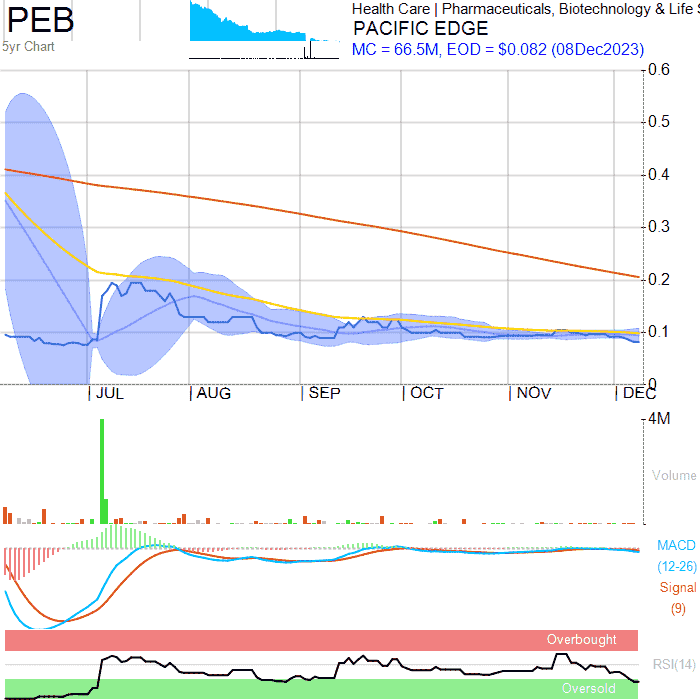 PEB
5yr Chart
Health Care | Pharmaceuticals, Biotechnology & Life S
PACIFIC EDGE
MC = 66.5M, EOD = $0.082 (08Dec2023)
0.6
0.5
0.4
0.3
0.2
0.1
0
JUL AUG SEP OCT NOV DEC
4M
Volume
MACD
(12-26)
Signal
(9)
Overbought
RSI(14)
Oversold